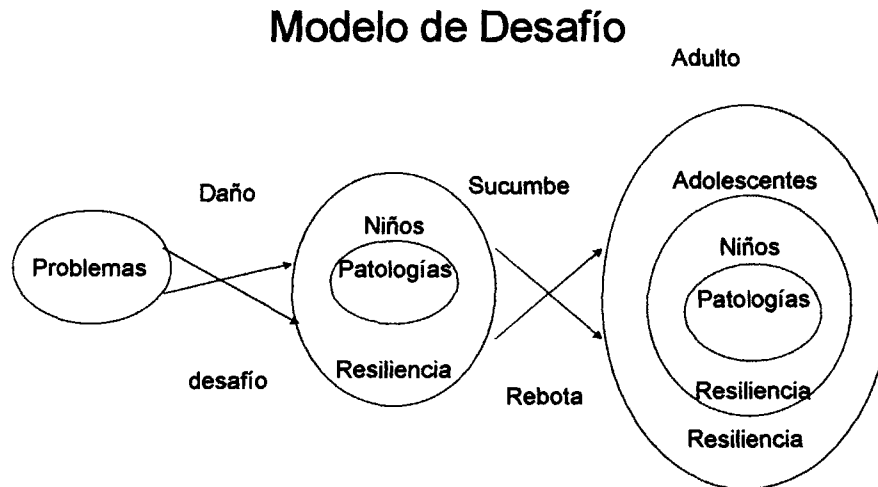 Modelo de Desafío
Adulto
Daño
Sucumbe
Adolescentes
Niños
Niños
Problemas
Patologías
Patologías
desafío
Resiliencia
Rebota
Resiliencia
Resiliencia